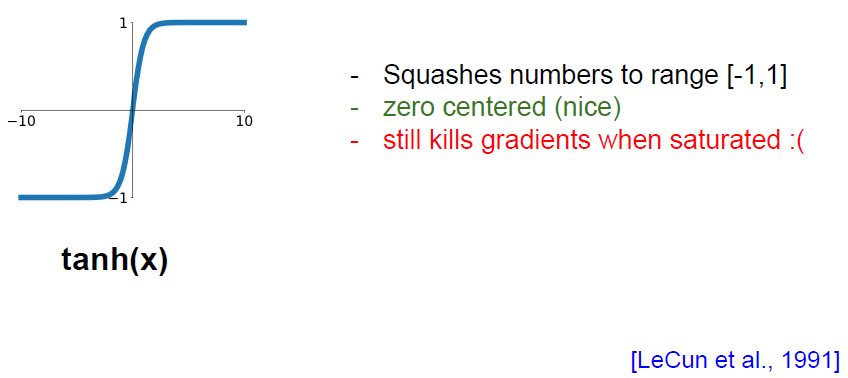 1
-10
10
-1
tanh(x)
- Squashes numbers to range [-1,1]
- zero centered (nice)
- still kills gradients when saturated :(
[LeCun et al., 1991]